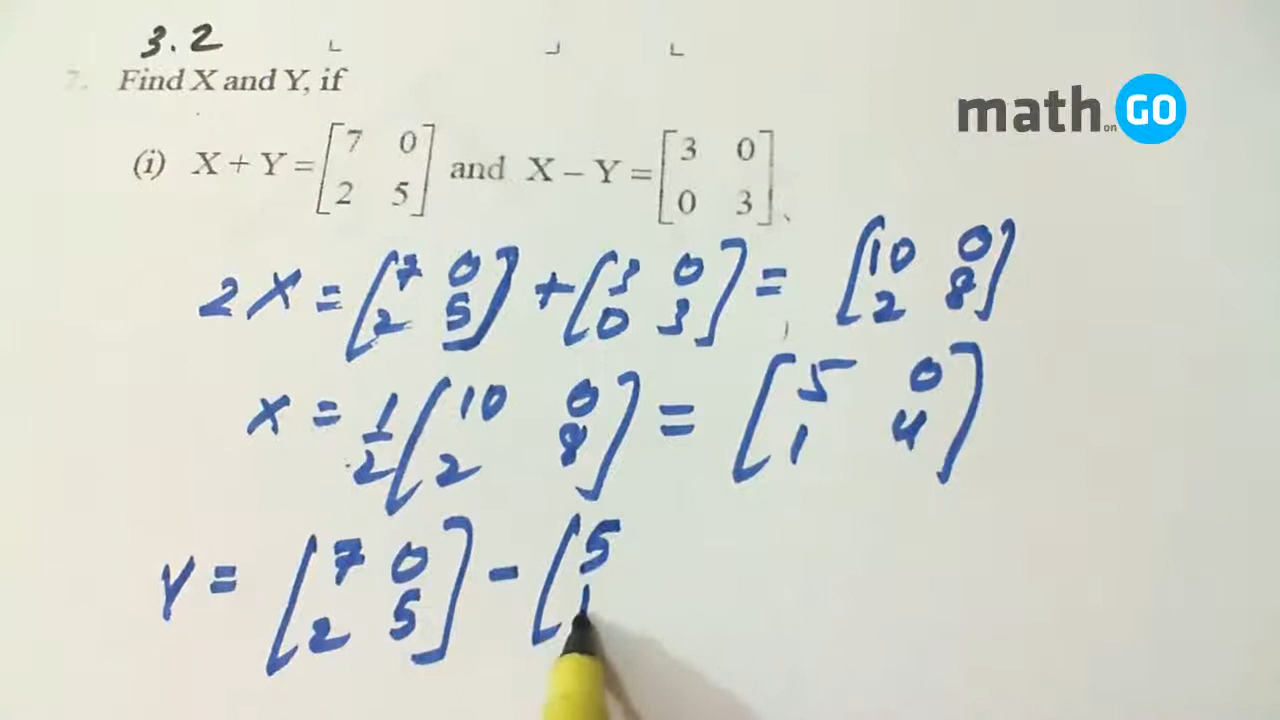 3.2
math on GO
7. Find X and Y, if
(i) X + Y = [7 0 2 5] and X – Y = [3 0 0 3]
2X = [7 0 2 5] + [3 0 0 3] = [10 0 2 8]
x = 1/2 [10 0 2 8] = [5 0 1 4]
Y = [7 0 2 5] - [5 1